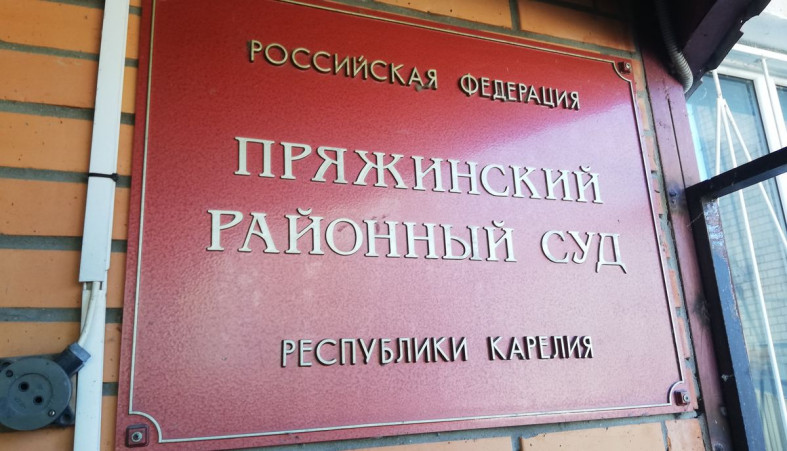 РОССИЙСКАЯ ФЕДЕРАЦИЯ
ПРЯЖИНСКИЙ
РАЙОННЫЙ СУД
РЕСПУБЛИКИ КАРЕЛИЯ